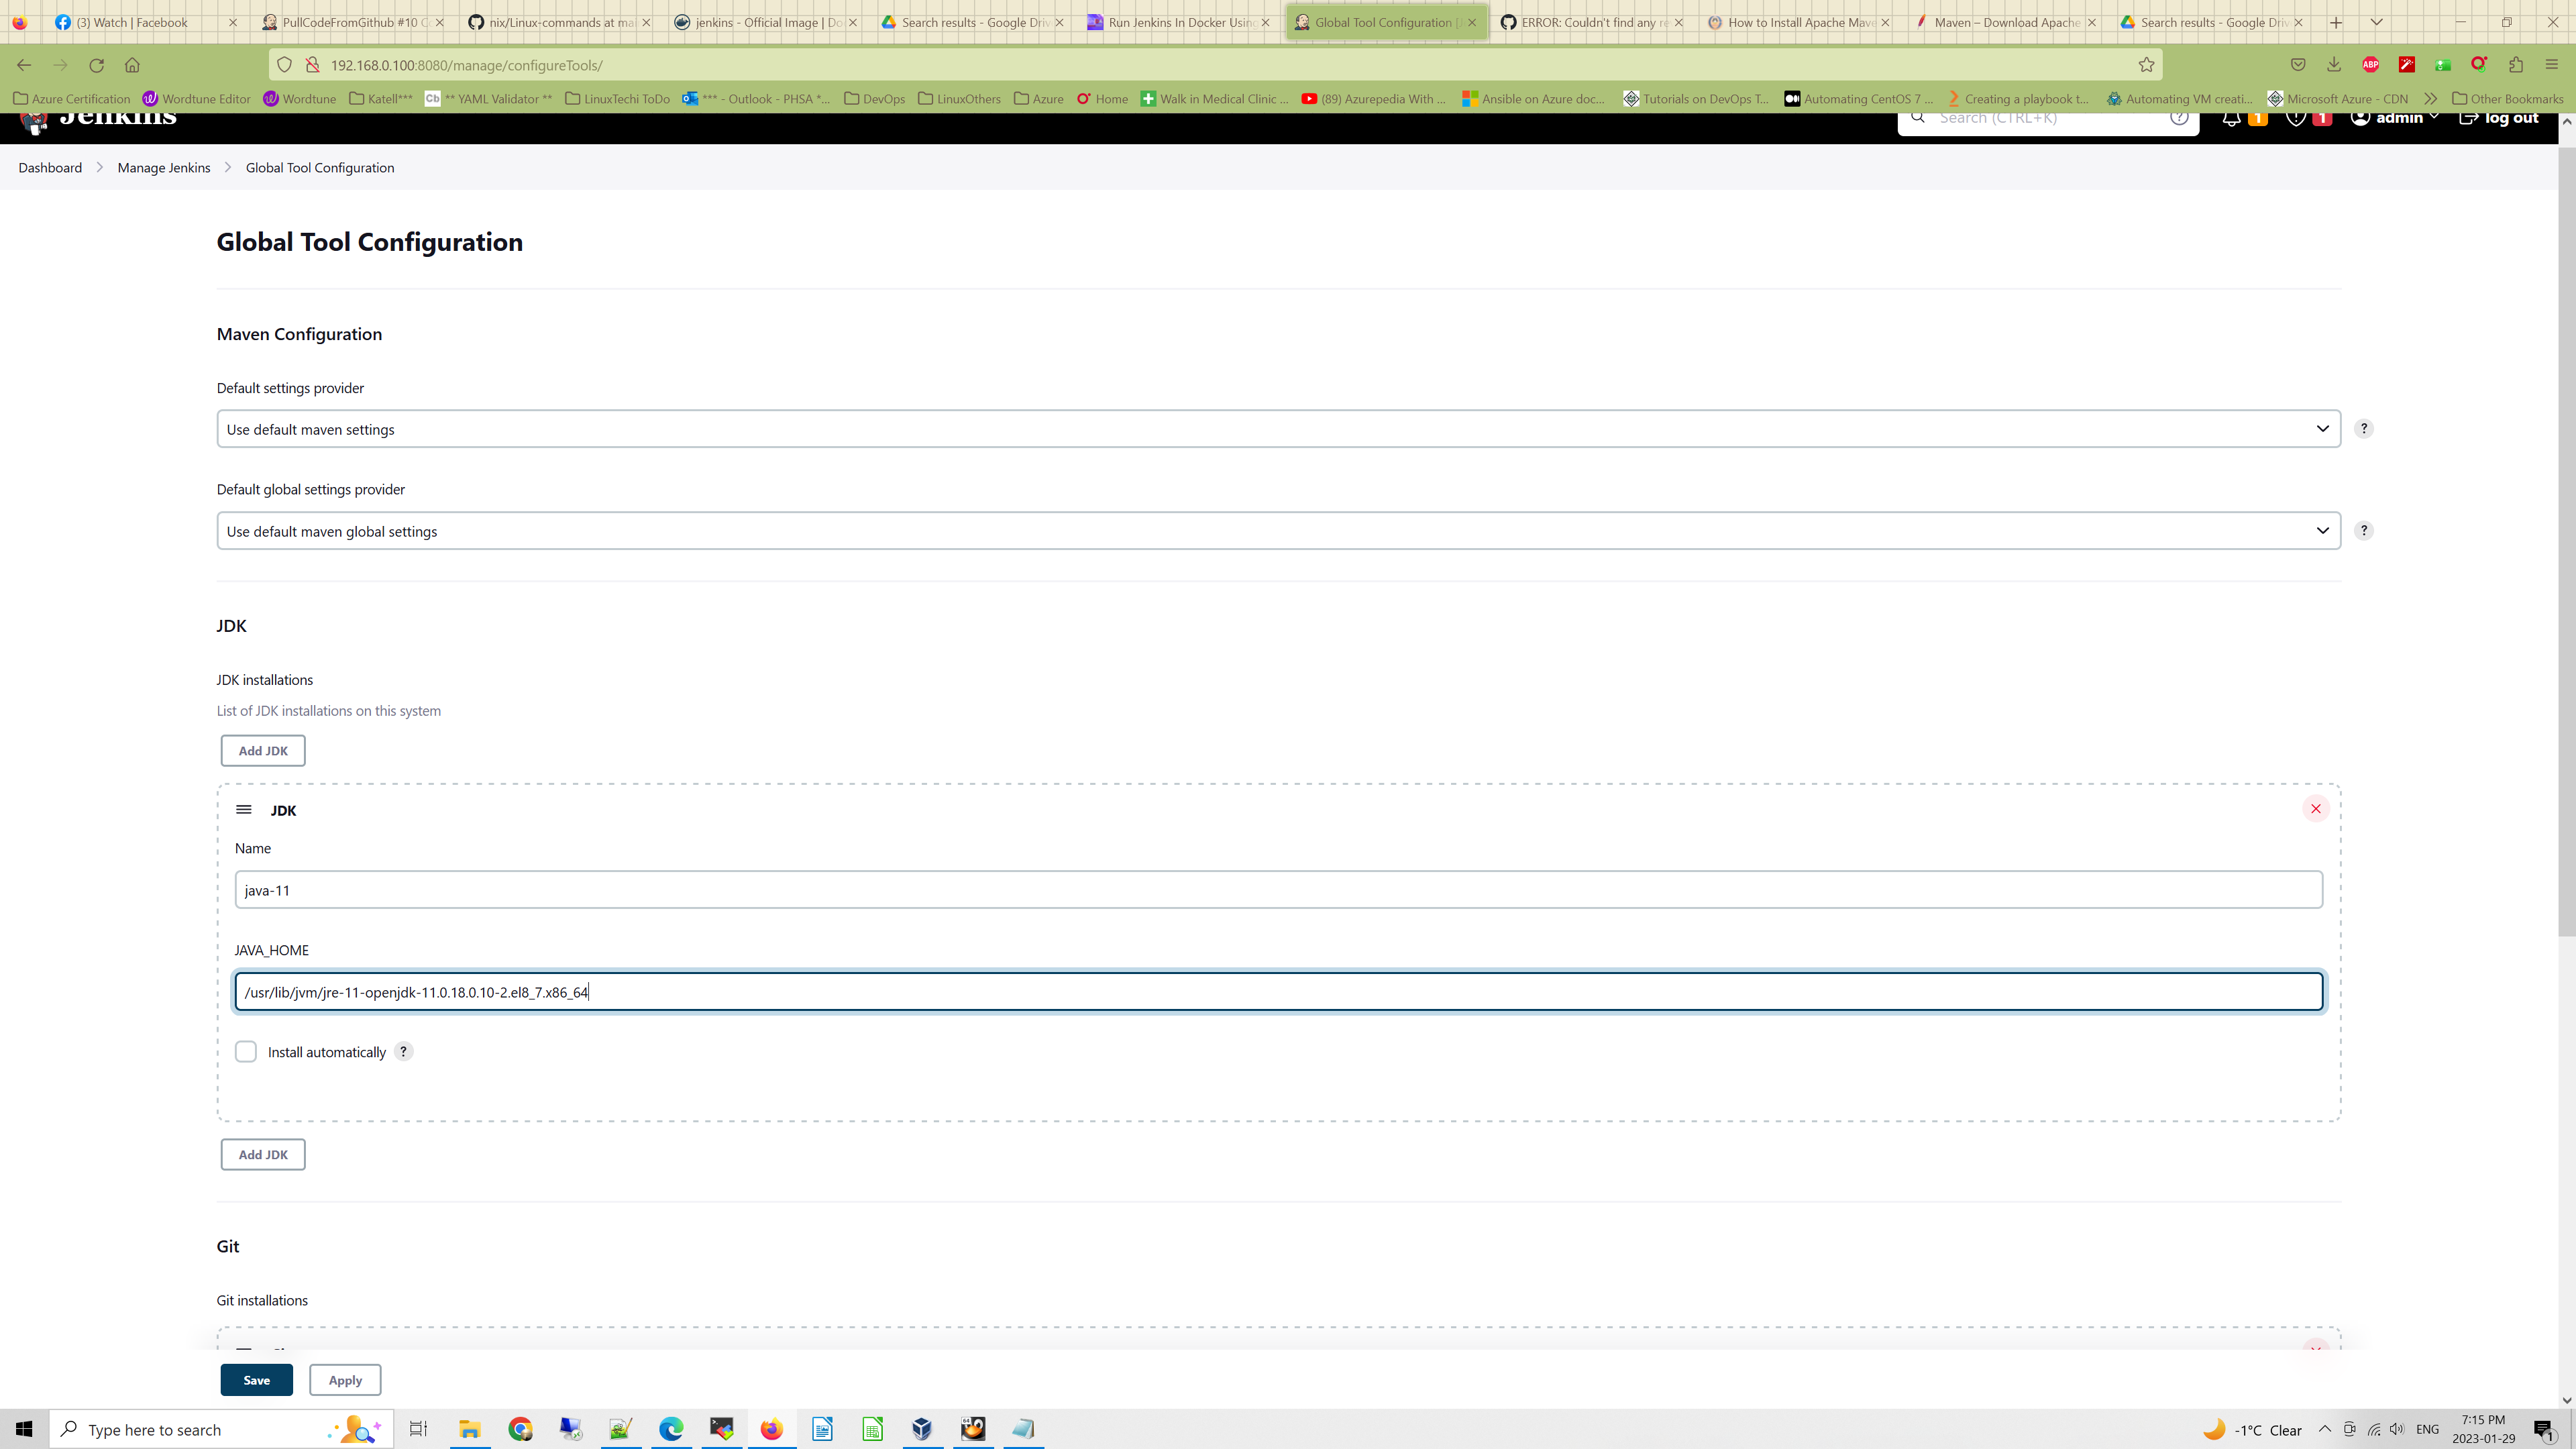 (3) Watch | Facebook
PullCodeFromGithub #10 C
nix/Linux-commands at ma
jenkins - Official Image | Do
Search results - Google Driv
Run Jenkins In Docker Using
Global Tool Configuration [J
ERROR: Couldn't find any re
How to Install Apache Mave
Maven – Download Apache
Search results - Google Driv
192.168.0.100:8080/manage/configureTools/
ABP
Azure Certification
Wordtune Editor
Wordtune
Katell***
Cb ** YAML Validator **
LinuxTechi ToDo
*** - Outlook - PHSA *...
DevOps
LinuxOthers
Azure
Home
Walk in Medical Clinic ...
(89) Azurepedia With ...
Ansible on Azure doc...
Tutorials on DevOps T...
Automating CentOS 7 ...
Creating a playbook t...
Automating VM creati...
Microsoft Azure - CDN
Other Bookmarks
Jenkins
Search (CTRL+K)
?
1
1
admin
log out
Dashboard
Manage Jenkins
Global Tool Configuration
Global Tool Configuration
Maven Configuration
Default settings provider
Use default maven settings
?
Default global settings provider
Use default maven global settings
?
JDK
JDK installations
List of JDK installations on this system
Add JDK
JDK
Name
java-11
JAVA_HOME
/usr/lib/jvm/jre-11-openjdk-11.0.18.0.10-2.el8_7.x86_64
Install automatically ?
Add JDK
Git
Git installations
Save
Apply
Type here to search
-1°C Clear
ENG
7:15 PM
2023-01-29
1